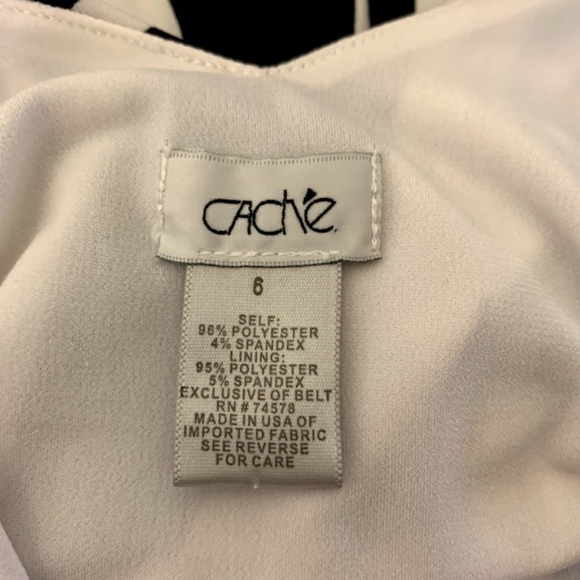 CAChé
6
SELF:
96% POLYESTER
4% SPANDEX
LINING:
95% POLYESTER
5% SPANDEX
EXCLUSIVE OF BELT
RN # 74578
MADE IN USA OF
IMPORTED FABRIC
SEE REVERSE
FOR CARE